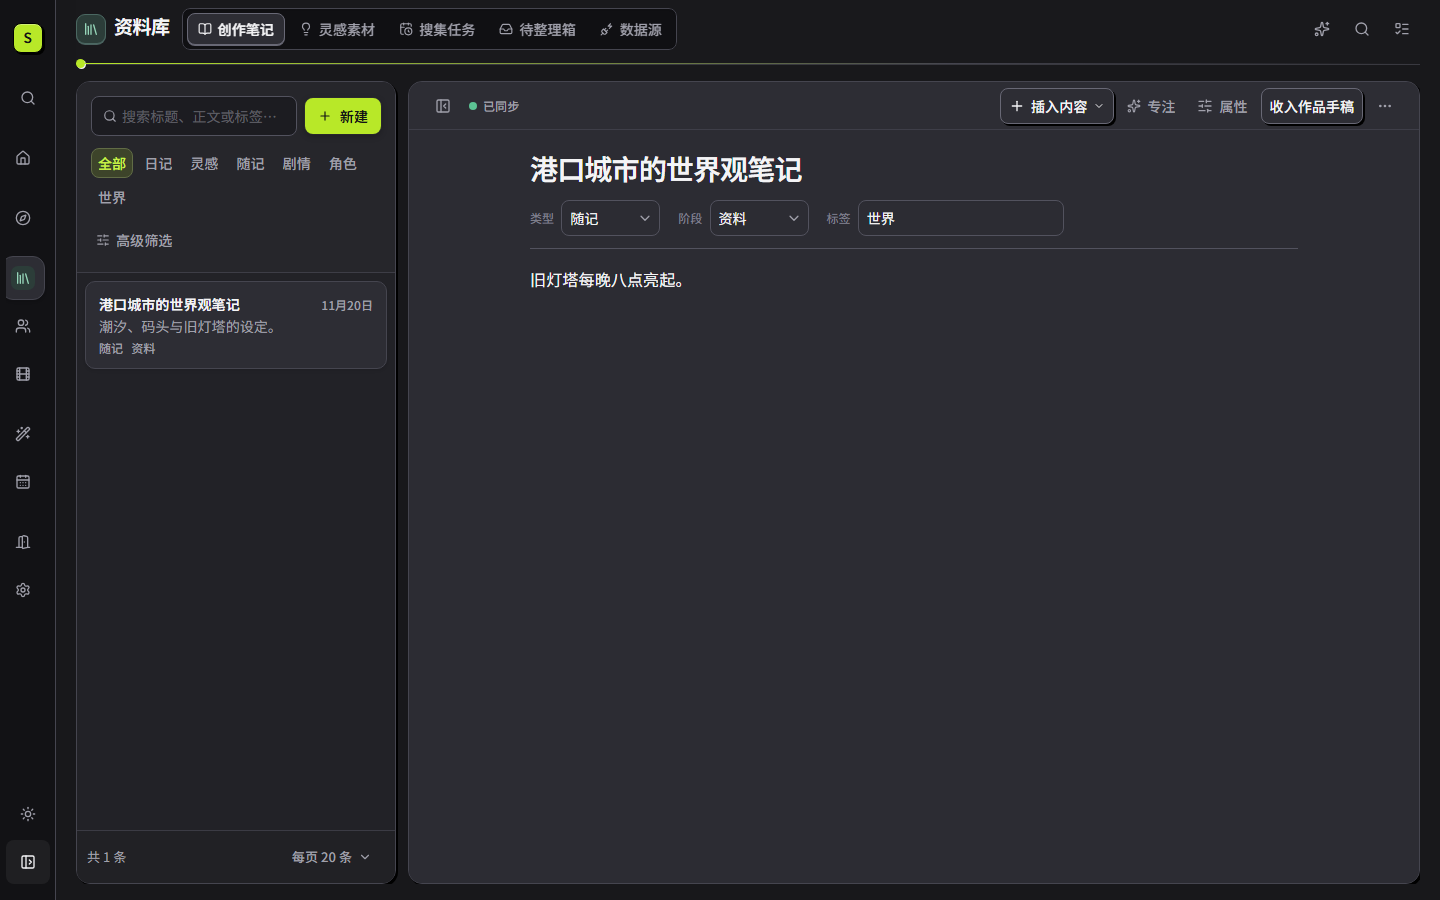 S
资料库
创作笔记
灵感素材
搜集任务
待整理箱
数据源
搜索标题、正文或标签…
新建
全部 日记 灵感 随记 剧情 角色
世界
高级筛选
港口城市的世界观笔记 11月20日
潮汐、码头与旧灯塔的设定。
随记 资料
共 1 条 每页 20 条
已同步
插入内容
专注
属性
收入作品手稿
港口城市的世界观笔记
类型 随记 阶段 资料 标签 世界
旧灯塔每晚八点亮起。